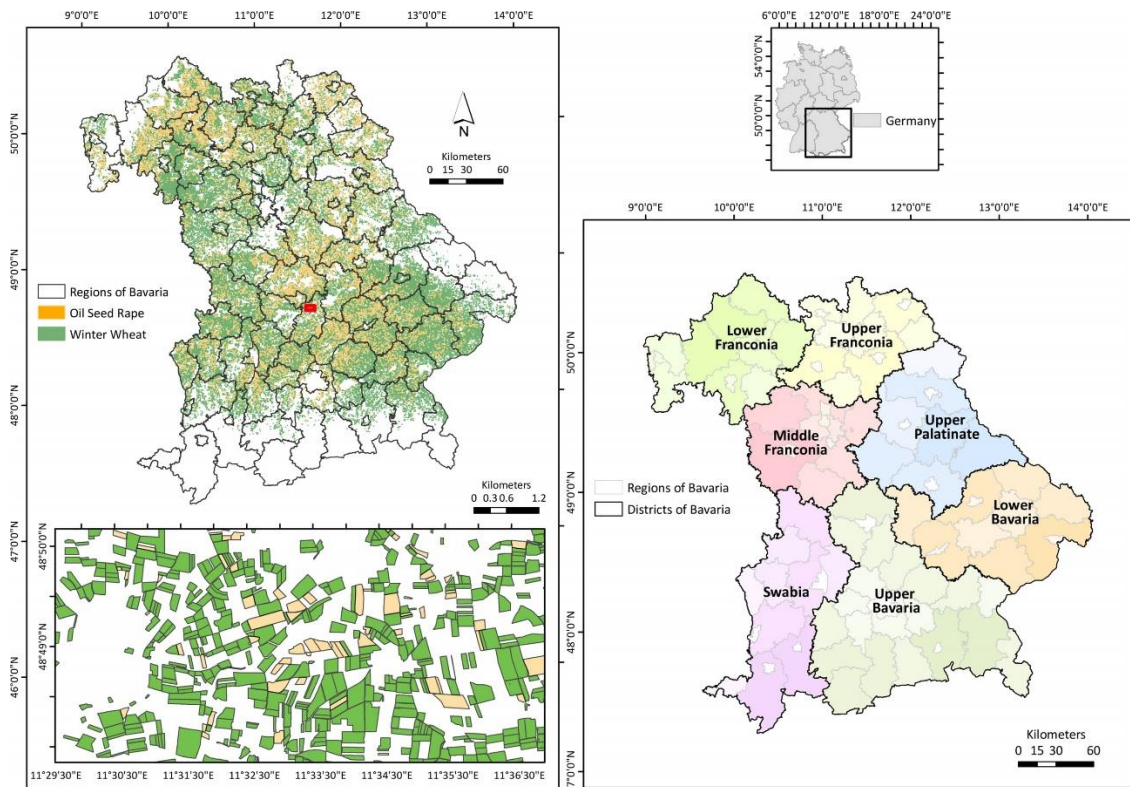 9°0'0"E 10°0'0"E 11°0'0"E 12°0'0"E 13°0'0"E 14°0'0"E
50°0'0"N
49°0'0"N
48°0'0"N
47°0'0"N
46°0'0"N
N
Kilometers
0 15 30 60
Regions of Bavaria
Oil Seed Rape
Winter Wheat
Kilometers
0 0.3 0.6 1.2
48°50'0"N
48°49'0"N
11°29'30"E 11°30'30"E 11°31'30"E 11°32'30"E 11°33'30"E 11°34'30"E 11°35'30"E 11°36'30"E
6°0'0"E 12°0'0"E 18°0'0"E 24°0'0"E
54°0'0"N
50°0'0"N
Germany
9°0'0"E 10°0'0"E 11°0'0"E 12°0'0"E 13°0'0"E 14°0'0"E
50°0'0"N
49°0'0"N
48°0'0"N
7°0'0"N
Lower
Franconia
Upper
Franconia
Middle
Franconia
Upper
Palatinate
Lower
Bavaria
Swabia
Upper
Bavaria
Regions of Bavaria
Districts of Bavaria
Kilometers
0 15 30 60